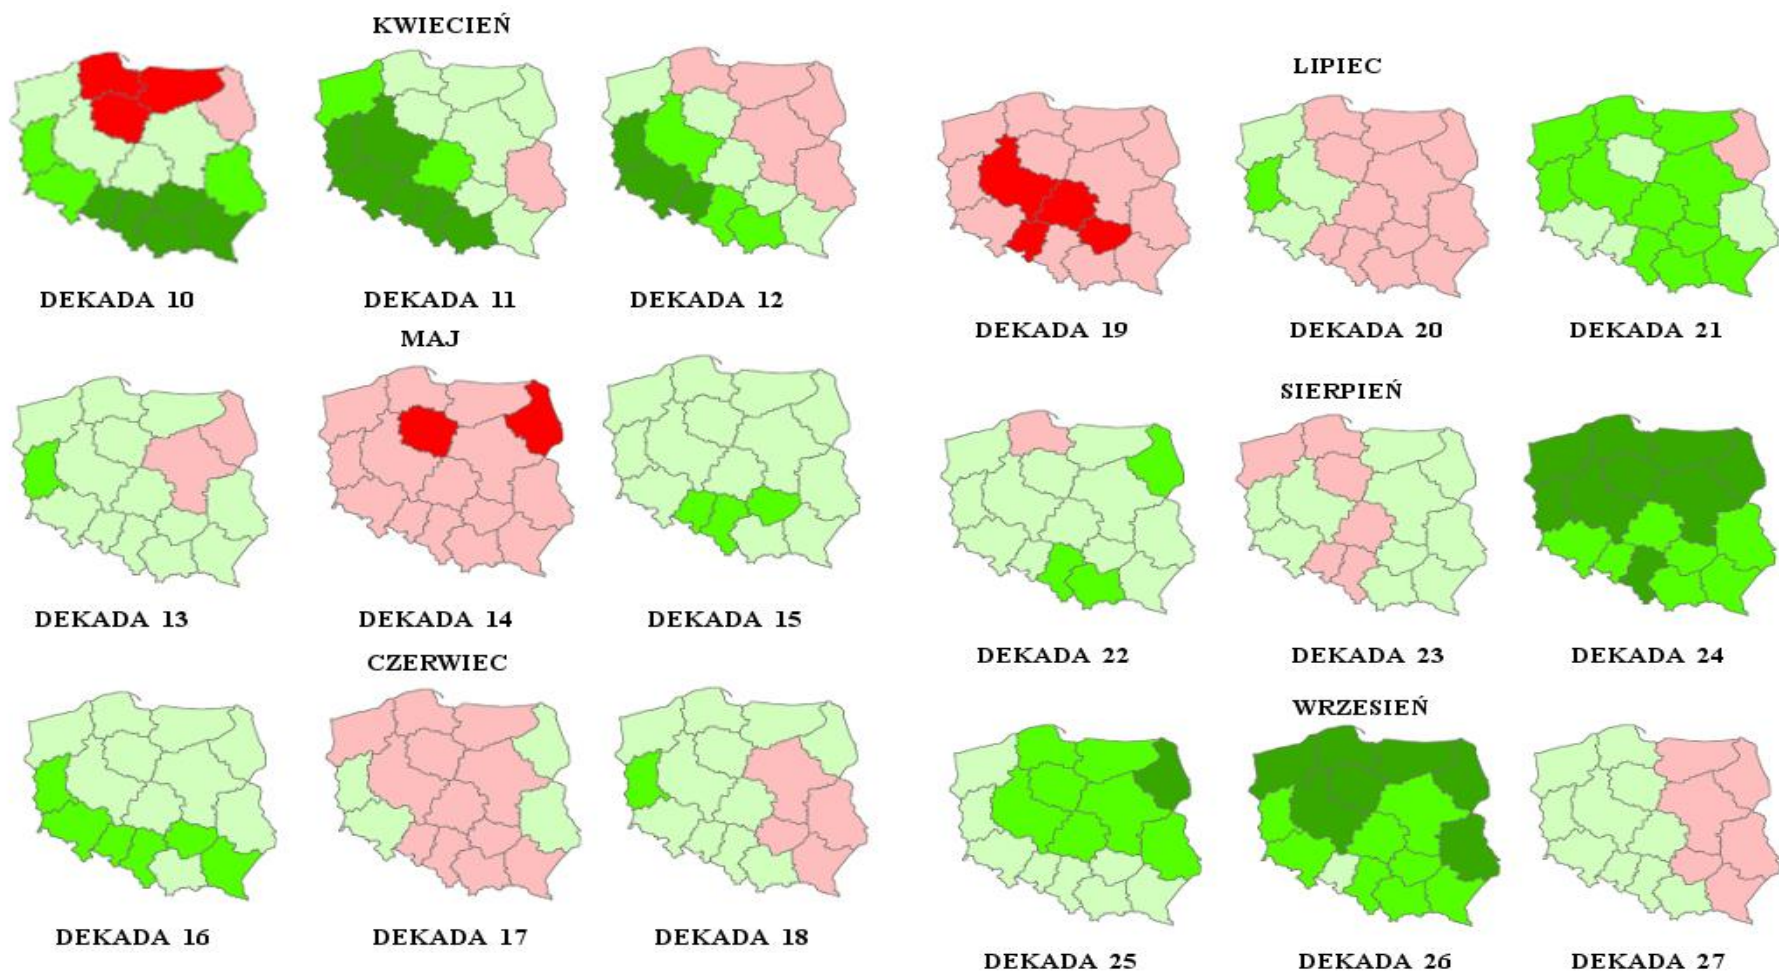 KWIECIEŃ
DEKADA 10
DEKADA 11
DEKADA 12
MAJ
DEKADA 13
DEKADA 14
DEKADA 15
CZERWIEC
DEKADA 16
DEKADA 17
DEKADA 18
LIPIEC
DEKADA 19
DEKADA 20
DEKADA 21
SIERPIEŃ
DEKADA 22
DEKADA 23
DEKADA 24
WRZESIEŃ
DEKADA 25
DEKADA 26
DEKADA 27